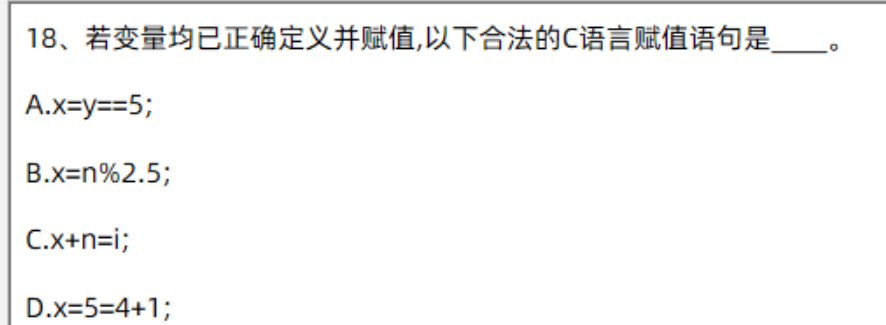 18、若变量均已正确定义并赋值,以下合法的C语言赋值语句是____。
A.x=y==5;
B.x=n%2.5;
C.x+n=i;
D.x=5=4+1;